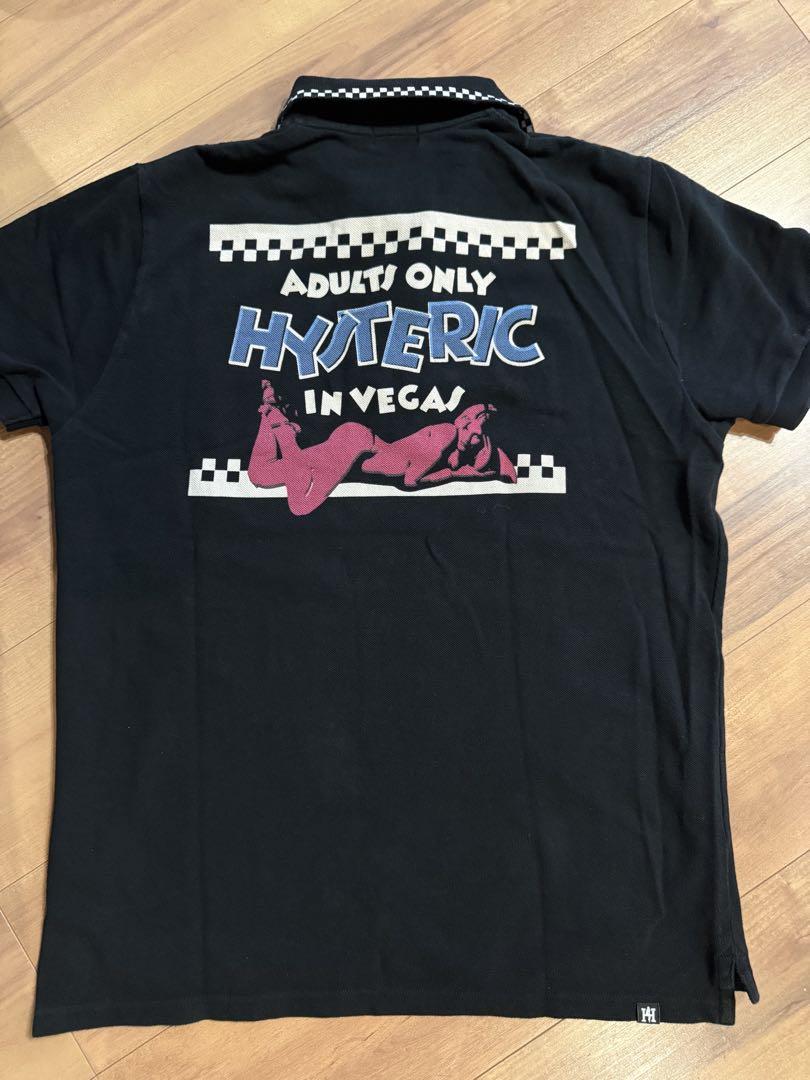 ADULTS ONLY
HYSTERIC
IN VEGAS
H